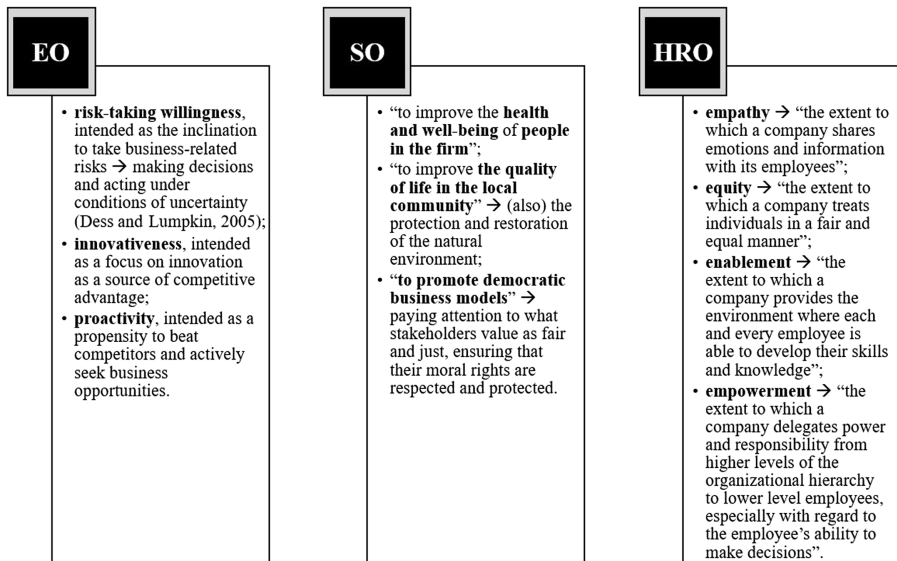 EO
• risk-taking willingness,
intended as the inclination
to take business-related
risks → making decisions
and acting under
conditions of uncertainty
(Dess and Lumpkin, 2005);
• innovativeness, intended
as a focus on innovation
as a source of competitive
advantage;
• proactivity, intended as a
propensity to beat
competitors and actively
seek business
opportunities.
SO
• “to improve the health
and well-being of people
in the firm”;
• “to improve the quality
of life in the local
community” → (also) the
protection and restoration
of the natural
environment;
• “to promote democratic
business models” →
paying attention to what
stakeholders value as fair
and just, ensuring that
their moral rights are
respected and protected.
HRO
• empathy → “the extent to
which a company shares
emotions and information
with its employees”;
• equity → “the extent to
which a company treats
individuals in a fair and
equal manner”;
• enablement → “the
extent to which a
company provides the
environment where each
and every employee is
able to develop their skills
and knowledge”;
• empowerment → “the
extent to which a
company delegates power
and responsibility from
higher levels of the
organizational hierarchy
to lower level employees,
especially with regard to
the employee’s ability to
make decisions”.